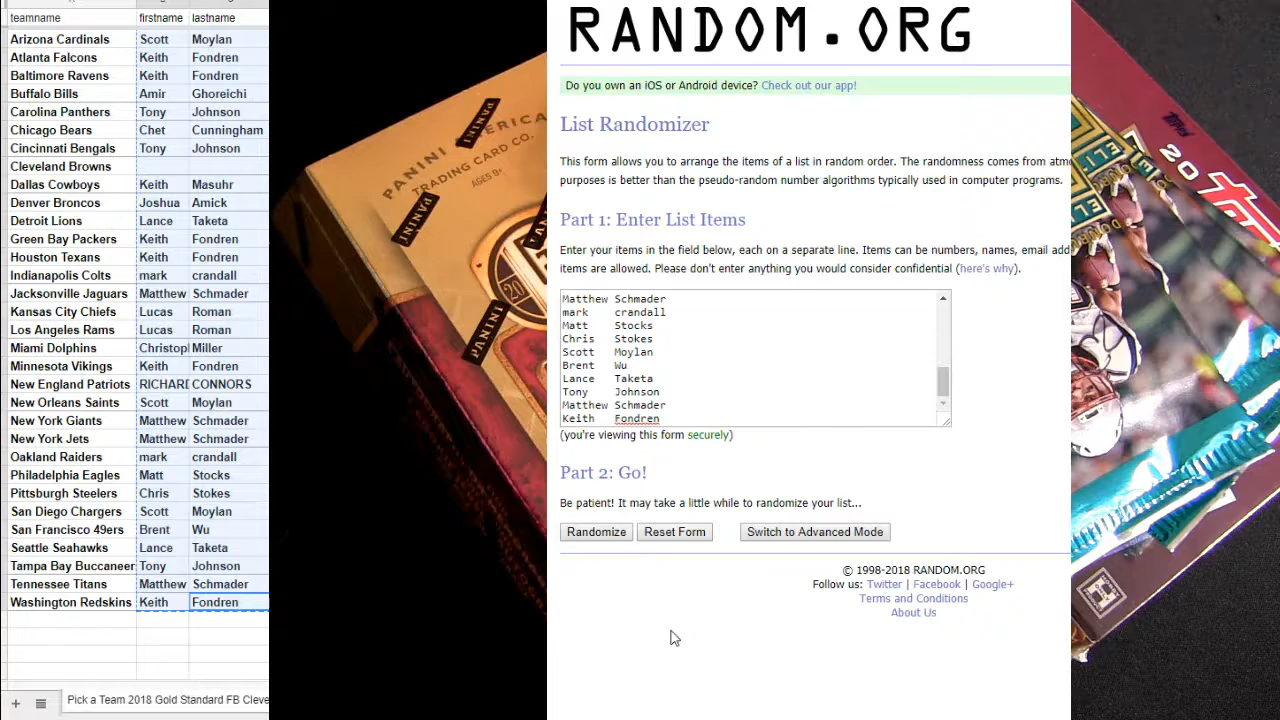 teamname firstname lastname
Arizona Cardinals Scott Moylan
Atlanta Falcons Keith Fondren
Baltimore Ravens Keith Fondren
Buffalo Bills Amir Ghoreichi
Carolina Panthers Tony Johnson
Chicago Bears Chet Cunningham
Cincinnati Bengals Tony Johnson
Cleveland Browns
Dallas Cowboys Keith Masuhr
Denver Broncos Joshua Amick
Detroit Lions Lance Taketa
Green Bay Packers Keith Fondren
Houston Texans Keith Fondren
Indianapolis Colts mark crandall
Jacksonville Jaguars Matthew Schmader
Kansas City Chiefs Lucas Roman
Los Angeles Rams Lucas Roman
Miami Dolphins Christop Miller
Minnesota Vikings Keith Fondren
New England Patriots RICHARD CONNORS
New Orleans Saints Scott Moylan
New York Giants Matthew Schmader
New York Jets Matthew Schmader
Oakland Raiders mark crandall
Philadelphia Eagles Matt Stocks
Pittsburgh Steelers Chris Stokes
San Diego Chargers Scott Moylan
San Francisco 49ers Brent Wu
Seattle Seahawks Lance Taketa
Tampa Bay Buccaneer Tony Johnson
Tennessee Titans Matthew Schmader
Washington Redskins Keith Fondren
Pick a Team 2018 Gold Standard FB Cleve
PANINI AMERICA
TRADING CARD CO.
AGES 9+
PANINI
PANINI
PANINI
20
RANDOM.ORG
Do you own an iOS or Android device? Check out our app!
List Randomizer
This form allows you to arrange the items of a list in random order. The randomness comes from atmo
purposes is better than the pseudo-random number algorithms typically used in computer programs.
Part 1: Enter List Items
Enter your items in the field below, each on a separate line. Items can be numbers, names, email add
items are allowed. Please don't enter anything you would consider confidential (here's why).
Matthew Schmader
mark crandall
Matt Stocks
Chris Stokes
Scott Moylan
Brent Wu
Lance Taketa
Tony Johnson
Matthew Schmader
Keith Fondren
(you're viewing this form securely)
Part 2: Go!
Be patient! It may take a little while to randomize your list...
Randomize Reset Form Switch to Advanced Mode
© 1998-2018 RANDOM.ORG
Follow us: Twitter | Facebook | Google+
Terms and Conditions
About Us
Topps
20